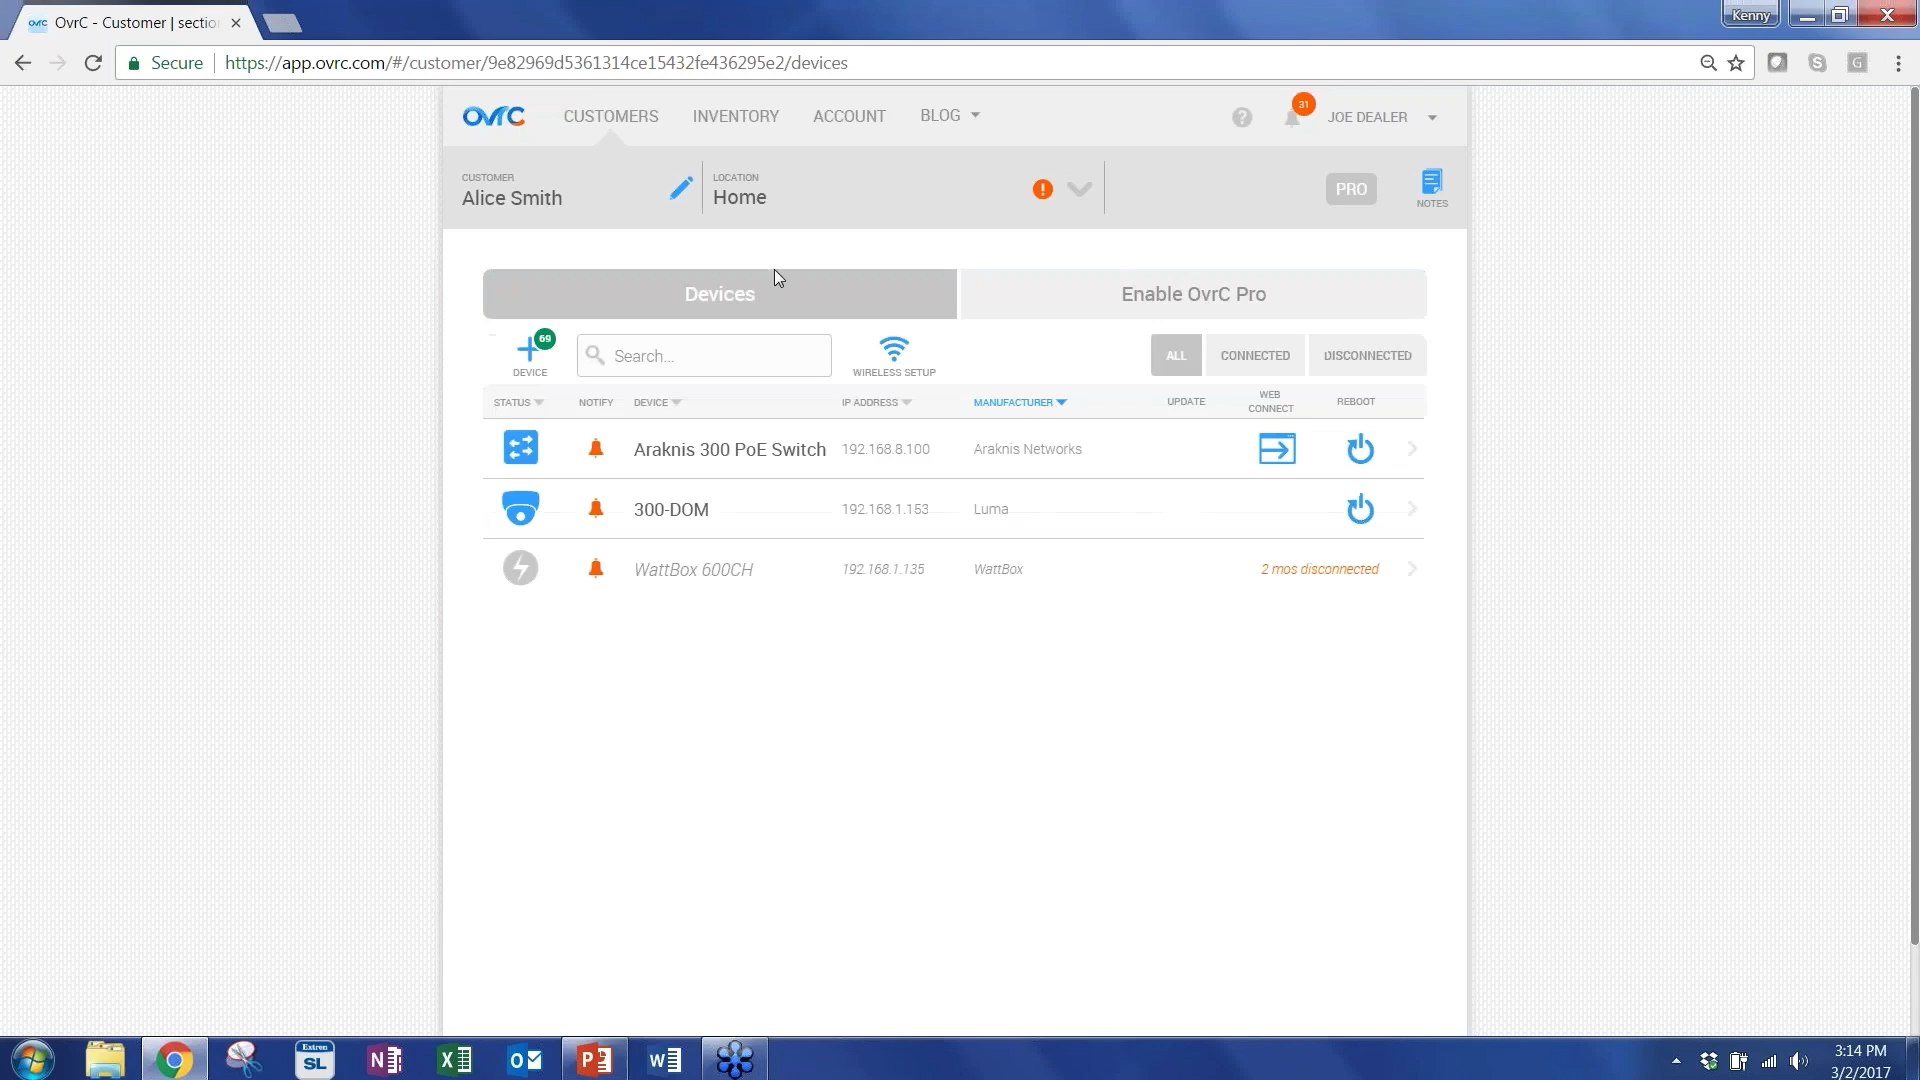 ovrc OvrC - Customer | sectio
Kenny
Secure https://app.ovrc.com/#/customer/9e82969d5361314ce15432fe436295e2/devices
S G
OvrC CUSTOMERS INVENTORY ACCOUNT BLOG ? 31 JOE DEALER
CUSTOMER
Alice Smith
LOCATION
Home
!
PRO
NOTES
Devices Enable OvrC Pro
69
DEVICE
Search...
WIRELESS SETUP
ALL CONNECTED DISCONNECTED
STATUS NOTIFY DEVICE IP ADDRESS MANUFACTURER UPDATE WEB CONNECT REBOOT
Araknis 300 PoE Switch 192.168.8.100 Araknis Networks
300-DOM 192.168.1.153 Luma
WattBox 600CH 192.168.1.135 WattBox 2 mos disconnected
Extron
SL
N X O P W
3:14 PM
3/2/2017